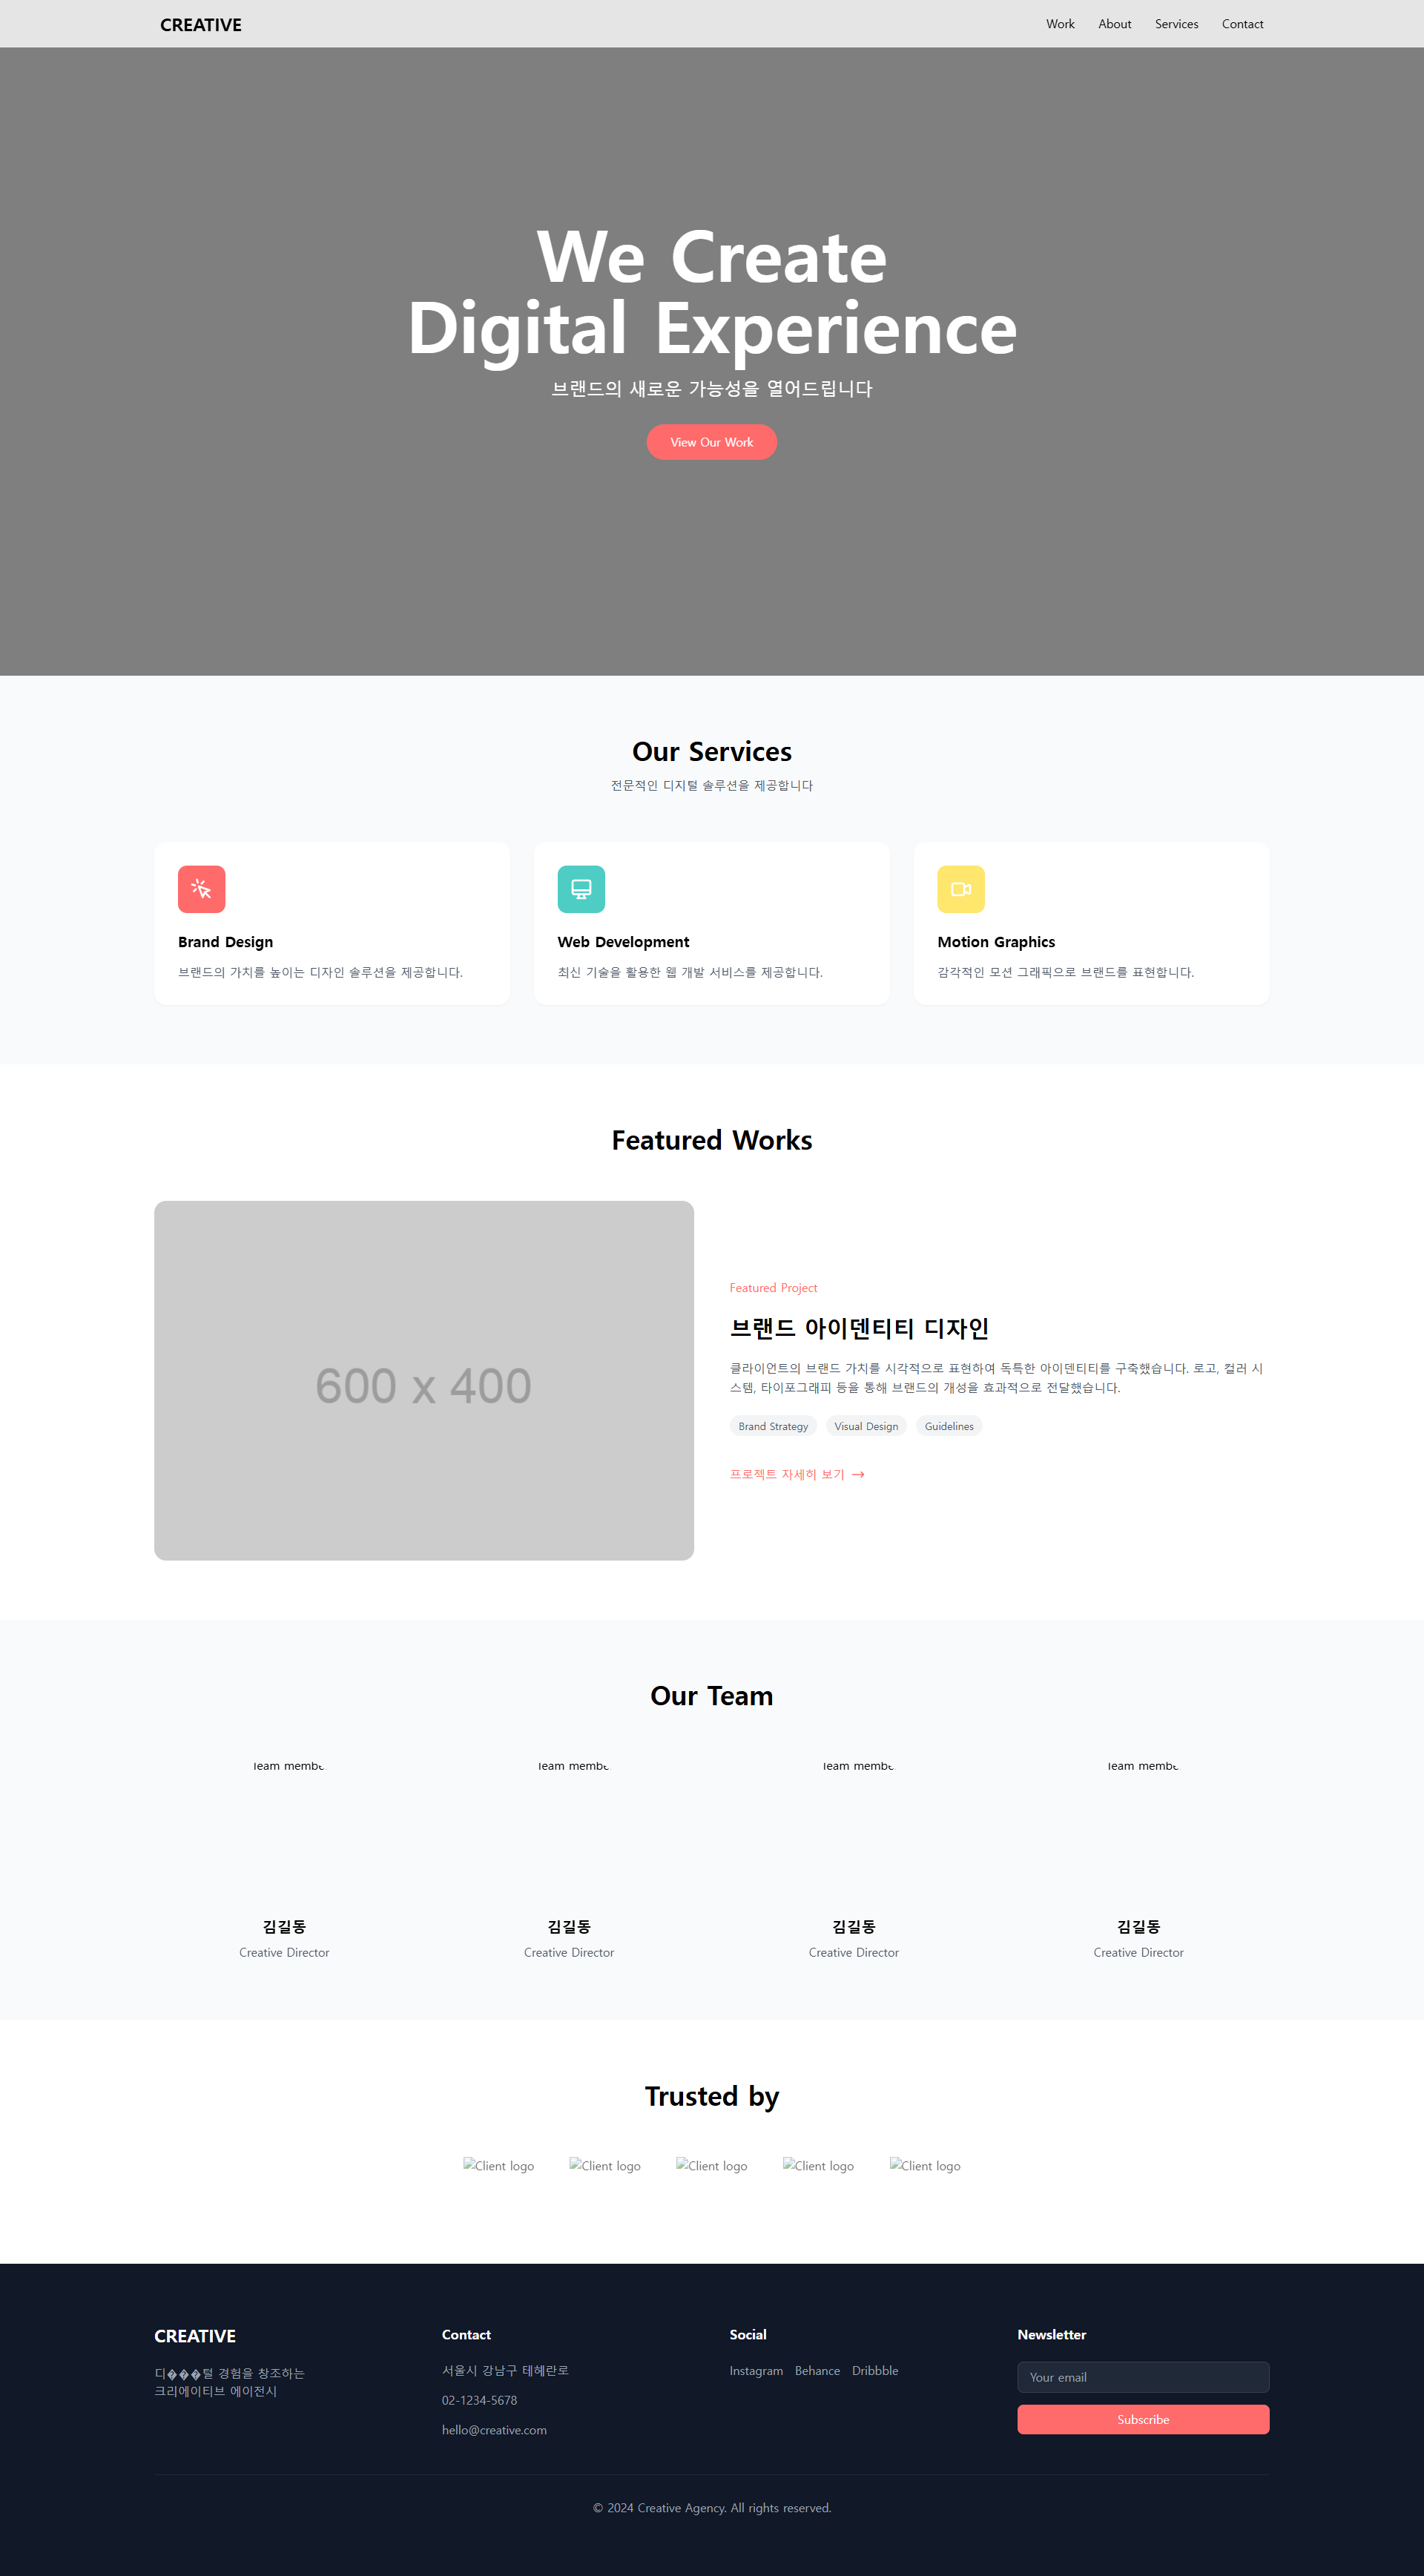 CREATIVE
Work About Services Contact
We Create
Digital Experience
브랜드의 새로운 가능성을 열어드립니다
View Our Work
Our Services
전문적인 디지털 솔루션을 제공합니다
Brand Design
브랜드의 가치를 높이는 디자인 솔루션을 제공합니다.
Web Development
최신 기술을 활용한 웹 개발 서비스를 제공합니다.
Motion Graphics
감각적인 모션 그래픽으로 브랜드를 표현합니다.
Featured Works
600 x 400
Featured Project
브랜드 아이덴티티 디자인
클라이언트의 브랜드 가치를 시각적으로 표현하여 독특한 아이덴티티를 구축했습니다. 로고, 컬러 시
스템, 타이포그래피 등을 통해 브랜드의 개성을 효과적으로 전달했습니다.
Brand Strategy Visual Design Guidelines
프로젝트 자세히 보기 →
Our Team
Team membe
Team membe
Team membe
Team membe
김길동
Creative Director
김길동
Creative Director
김길동
Creative Director
김길동
Creative Director
Trusted by
Client logo Client logo Client logo Client logo Client logo
CREATIVE
디���털 경험을 창조하는
크리에이티브 에이전시
Contact
서울시 강남구 테헤란로
02-1234-5678
hello@creative.com
Social
Instagram Behance Dribbble
Newsletter
Your email
Subscribe
© 2024 Creative Agency. All rights reserved.